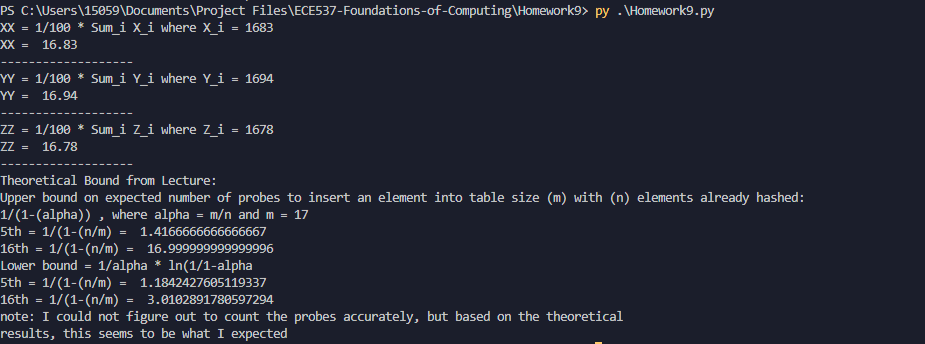 PS C:\Users\15059\Documents\Project Files\ECE537-Foundations-of-Computing\Homework9> py .\Homework9.py
XX = 1/100 * Sum_i X_i where X_i = 1683
XX =  16.83
-------------------
YY = 1/100 * Sum_i Y_i where Y_i = 1694
YY =  16.94
-------------------
ZZ = 1/100 * Sum_i Z_i where Z_i = 1678
ZZ =  16.78
-------------------
Theoretical Bound from Lecture:
Upper bound on expected number of probes to insert an element into table size (m) with (n) elements already hashed:
1/(1-(alpha)) , where alpha = m/n and m = 17
5th = 1/(1-(n/m) =  1.4166666666666667
16th = 1/(1-(n/m) =  16.999999999999996
Lower bound = 1/alpha * ln(1/1-alpha
5th = 1/(1-(n/m) =  1.1842427605119337
16th = 1/(1-(n/m) =  3.0102891780597294
note: I could not figure out to count the probes accurately, but based on the theoretical
results, this seems to be what I expected